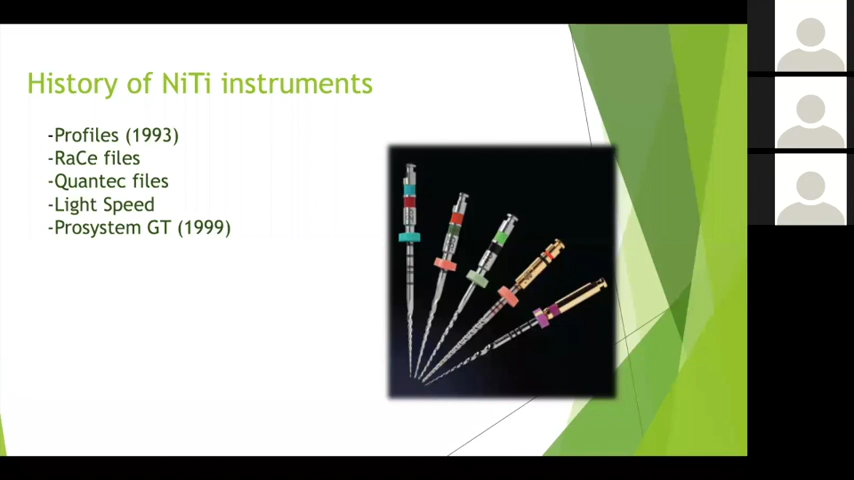 History of NiTi instruments
-Profiles (1993)
-RaCe files
-Quantec files
-Light Speed
-Prosystem GT (1999)